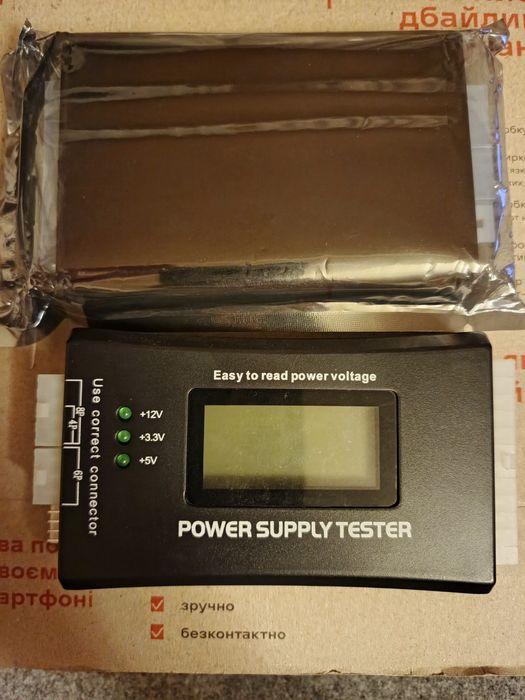 дбайли
Easy to read power voltage
Use correct connector
8P
4P
6P
+12V
+3.3V
+5V
POWER SUPPLY TESTER
ва по
воєм
артфоні
зручно
безконтактно